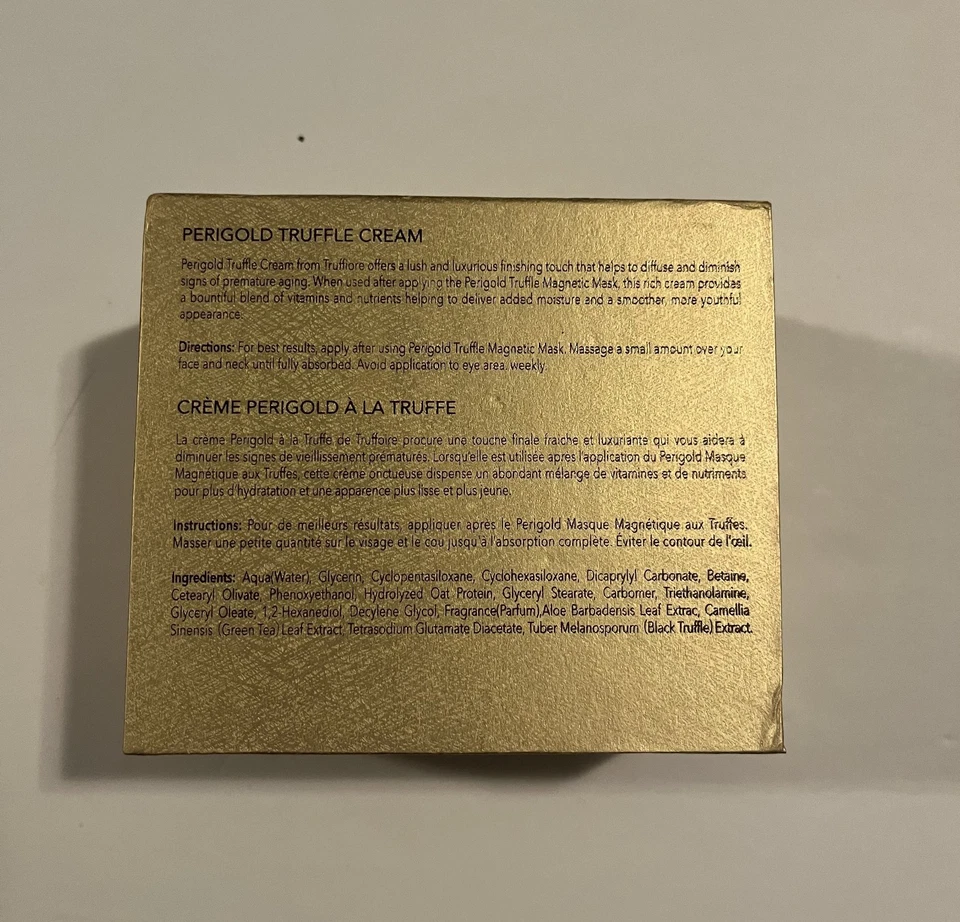 PERIGOLD TRUFFLE CREAM
Perigold Truffle Cream from Truffiore offers a lush and luxurious finishing touch that helps to diffuse and diminish
signs of premature aging. When used after applying the Perigold Truffle Magnetic Mask, this rich cream provides
a bountiful blend of vitamins and nutrients helping to deliver added moisture and a smoother, more youthful
appearance.
Directions: For best results, apply after using Perigold Truffle Magnetic Mask. Massage a small amount over your
face and neck until fully absorbed. Avoid application to eye area. weekly.
CRÈME PERIGOLD À LA TRUFFE
La crème Perigold à la Truffe de Truffoire procure une touche finale fraiche et luxuriante qui vous aidera à
diminuer les signes de vieillissement prématurés. Lorsqu'elle est utilisée après l'application du Perigold Masque
Magnétique aux Truffes, cette crème onctueuse dispense un abondant mélange de vitamines et de nutriments
pour plus d'hydratation et une apparence plus lisse et plus jeune.
Instructions: Pour de meilleurs résultats, appliquer après le Perigold Masque Magnétique aux Truffes.
Masser une petite quantité sur le visage et le cou jusqu'à l'absorption complète. Éviter le contour de l'œil.
Ingredients: Aqua(Water), Glycerin, Cyclopentasiloxane, Cyclohexasiloxane, Dicaprylyl Carbonate, Betaine,
Cetearyl Olivate, Phenoxyethanol, Hydrolyzed Oat Protein, Glyceryl Stearate, Carbomer, Triethanolamine,
Glyceryl Oleate, 1,2-Hexanediol, Decylene Glycol, Fragrance(Parfum),Aloe Barbadensis Leaf Extrac, Camellia
Sinensis (Green Tea) Leaf Extract, Tetrasodium Glutamate Diacetate, Tuber Melanosporum (Black Truffle) Extract.